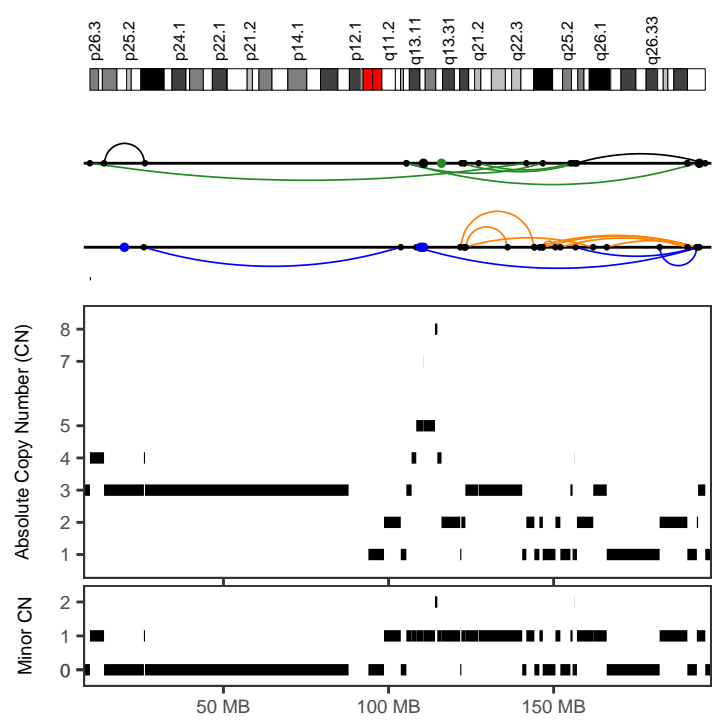 p26.3 p25.2 p24.1 p22.1 p21.2 p14.1 p12.1 q11.2 q13.11 q13.31 q21.2 q22.3 q25.2 q26.1 q26.33
Absolute Copy Number (CN)
8
7
5
4
3
2
1
Minor CN
2
1
0
50 MB 100 MB 150 MB